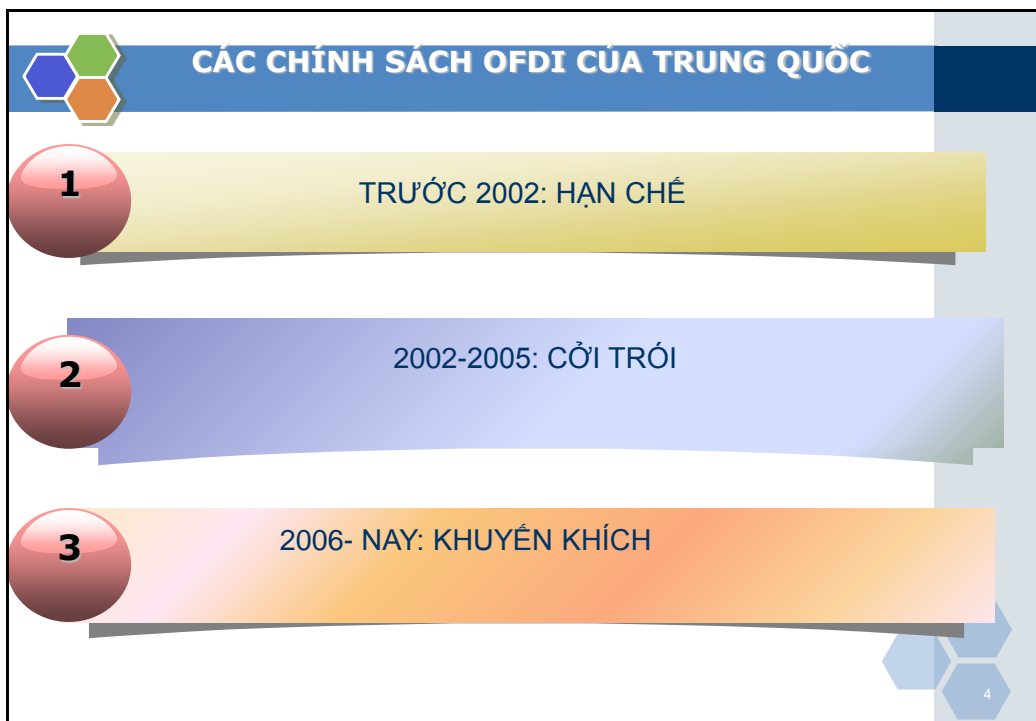 CÁC CHÍNH SÁCH OFDI CỦA TRUNG QUỐC
1
TRƯỚC 2002: HẠN CHẾ
2
2002-2005: CỞI TRÓI
3
2006- NAY: KHUYẾN KHÍCH
4